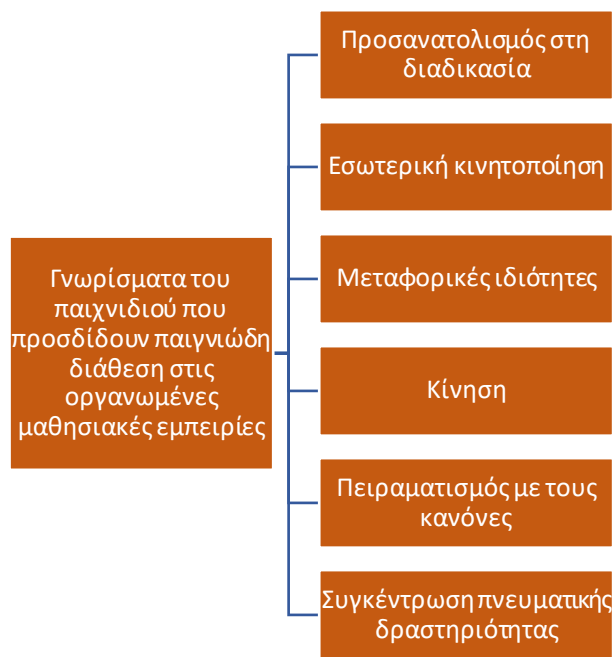 Προσανατολισμός στη
διαδικασία
Εσωτερική κινητοποίηση
Γνωρίσματα του
παιχνιδιού που
προσδίδουν παιγνιώδη
διάθεση στις
οργανωμένες
μαθησιακές εμπειρίες
Μεταφορικές ιδιότητες
Κίνηση
Πειραματισμός με τους
κανόνες
Συγκέντρωση πνευματικής
δραστηριότητας